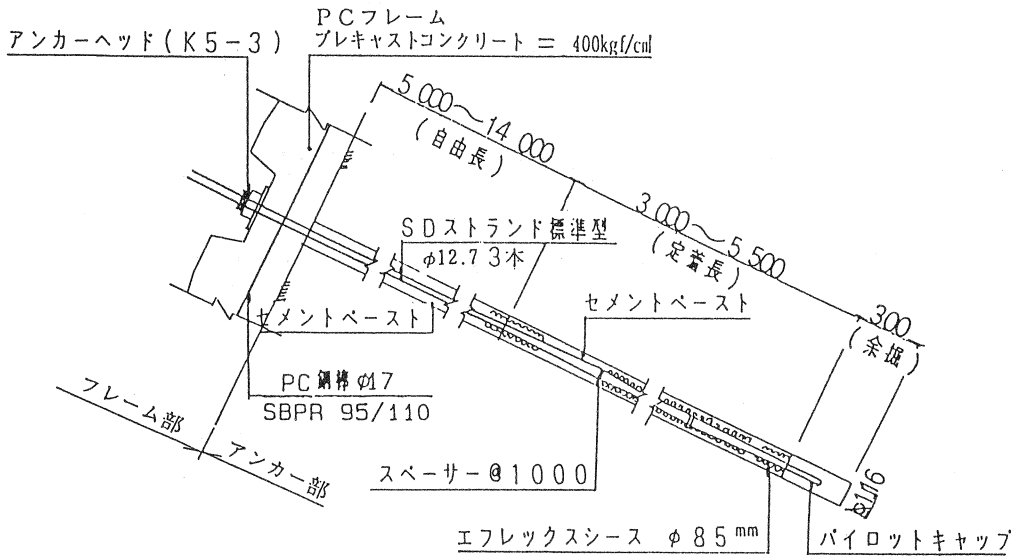 PCフレーム
アンカーヘッド(K5-3)
プレキャストコンクリート = 400kgf/c㎡
5,000~14,000
(自由長)
3,000~5,500
(定着長)
300
(余掘)
SDストランド標準型
φ12.7 3本
セメントペースト
セメントペースト
PC鋼棒 φ17
SBPR 95/110
フレーム部
アンカー部
スペーサー@1000
φ116
エフレックスシース φ85mm
パイロットキャップ